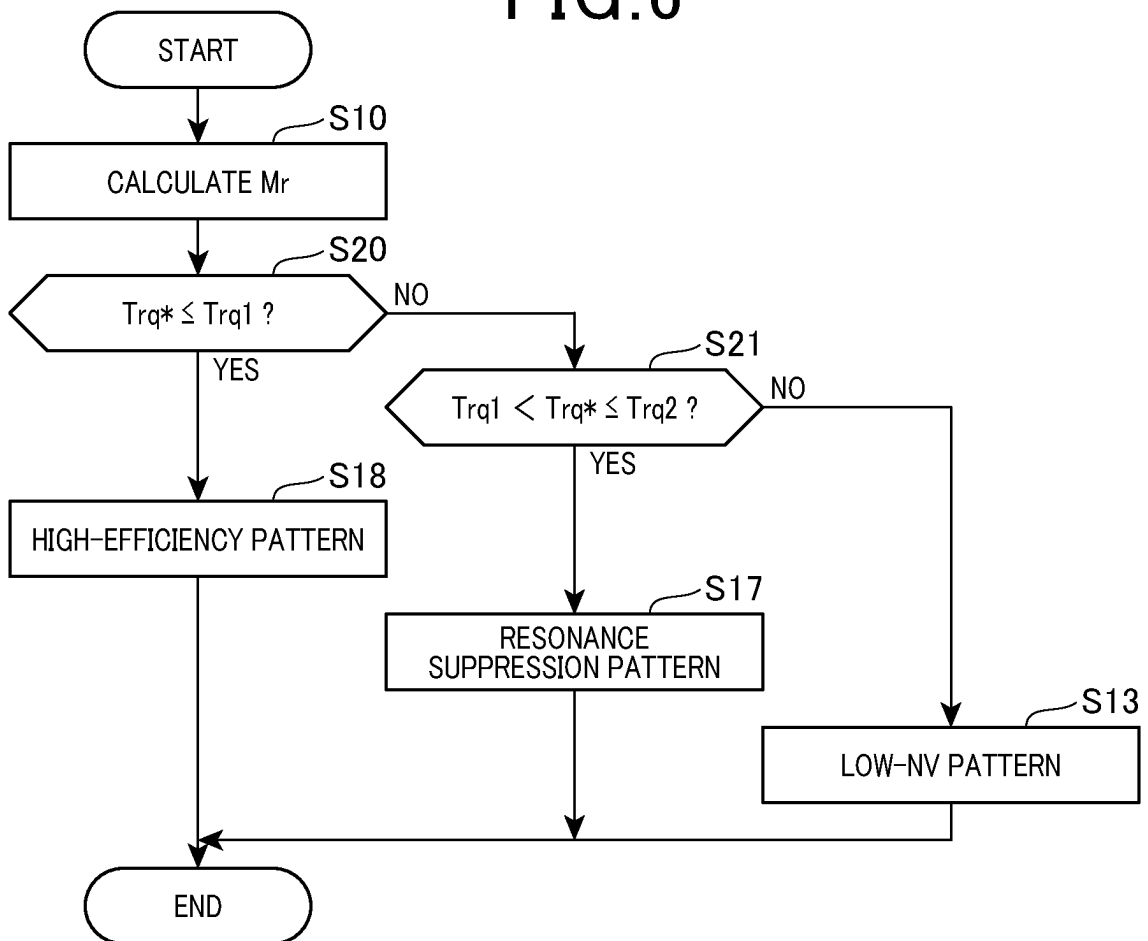 FIG.
START
S10
CALCULATE Mr
S20
Trq* ≤ Trq1 ?
NO
YES
S21
Trq1 < Trq* ≤ Trq2 ?
NO
YES
S18
HIGH-EFFICIENCY PATTERN
S17
RESONANCE
SUPPRESSION PATTERN
S13
LOW-NV PATTERN
END